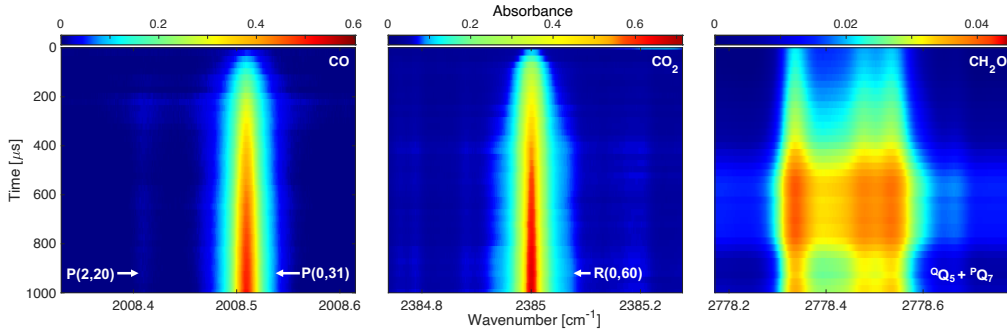 Absorbance
0 0.2 0.4 0.6
0 0.2 0.4 0.6
0 0.02 0.04
CO
CO₂
CH₂O
0
200
400
600
800
1000
Time [μs]
P(2,20) → ← P(0,31)
← R(0,60)
ᑫQ₅ + ᴾQ₇
2008.4 2008.5 2008.6
2384.8 2385 2385.2
2778.2 2778.4 2778.6
Wavenumber [cm⁻¹]